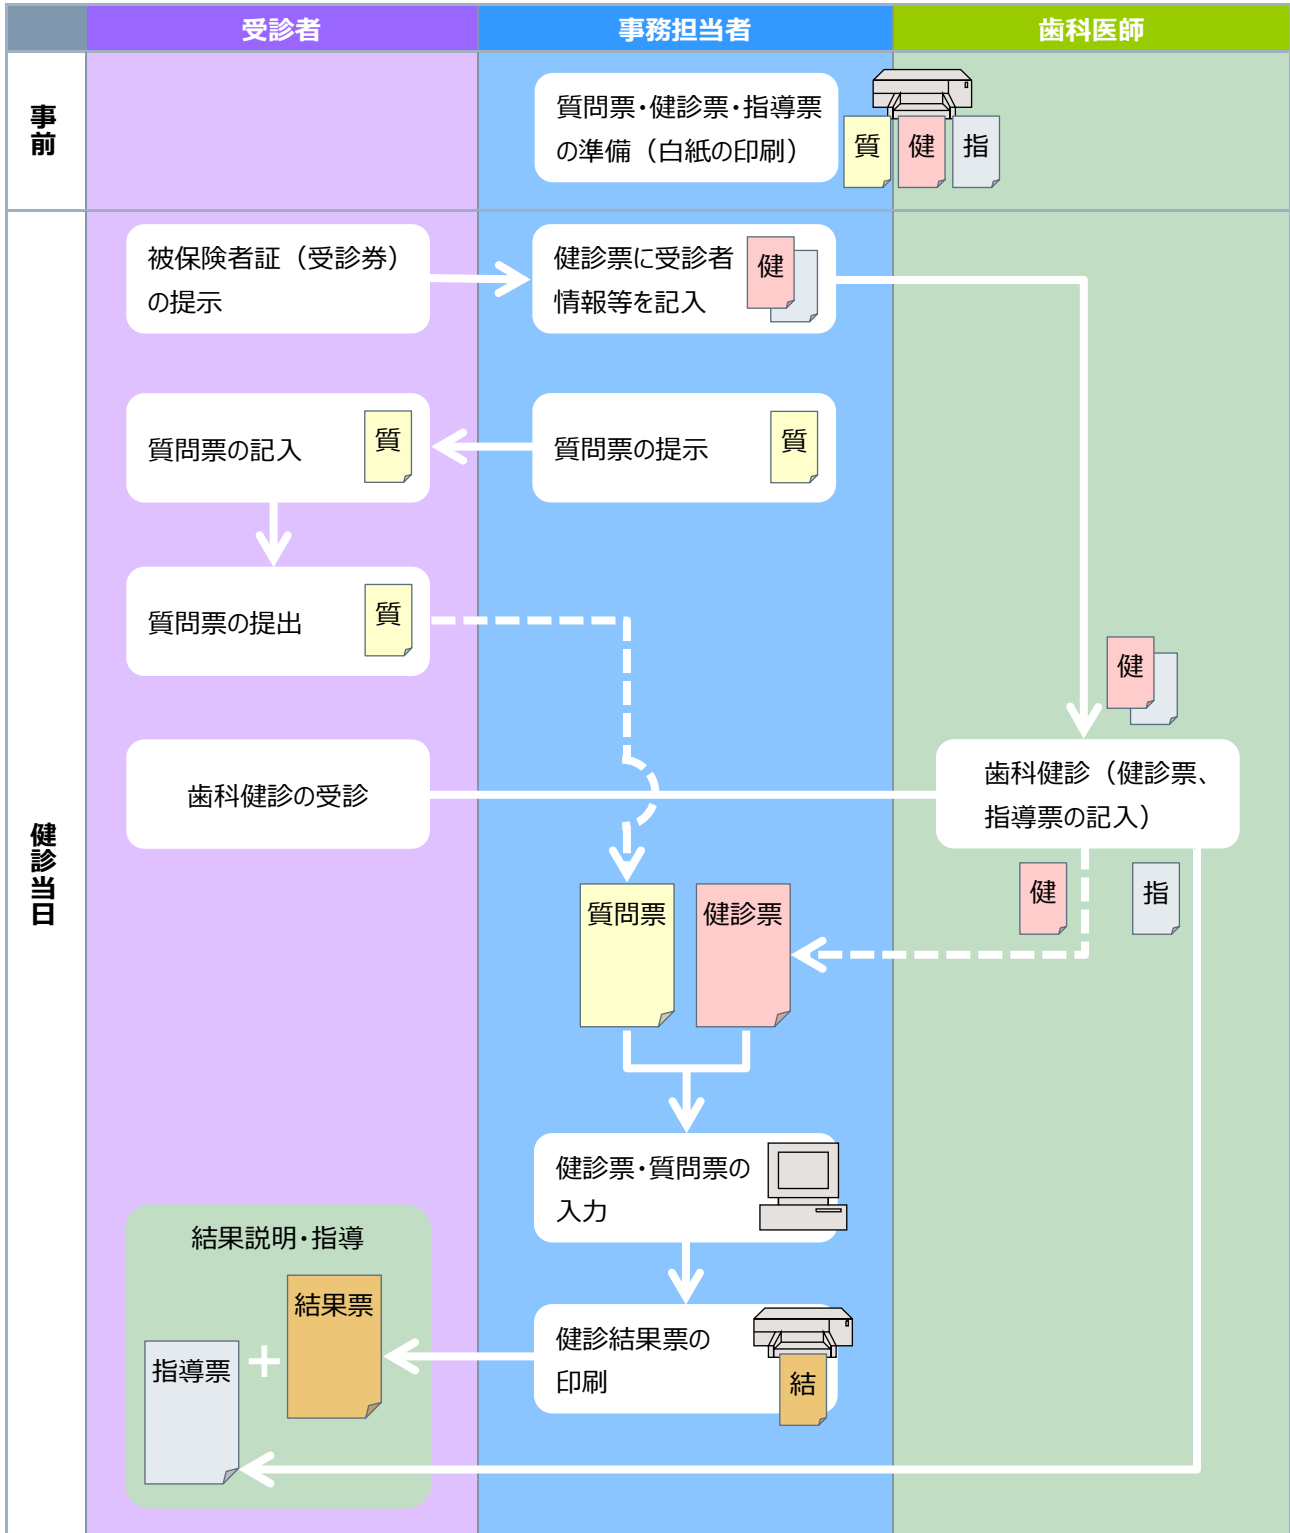 受診者
事務担当者
歯科医師
事前
質問票・健診票・指導票
の準備（白紙の印刷）
質
健
指
健診当日
被保険者証（受診券）
の提示
健診票に受診者
情報等を記入
健
質問票の記入
質
質問票の提示
質
質問票の提出
質
健
歯科健診の受診
歯科健診（健診票、
指導票の記入）
健
指
質問票
健診票
健診票・質問票の
入力
結果説明・指導
結果票
＋
指導票
健診結果票の
印刷
結